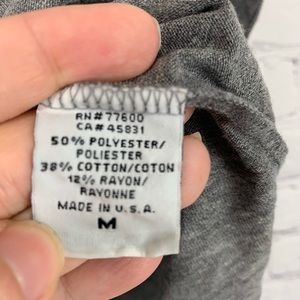 RN#77600
CA#45831
50% POLYESTER/
POLIESTER
38% COTTON/COTON
12% RAYON/
RAYONNE
MADE IN U.S.A.
M